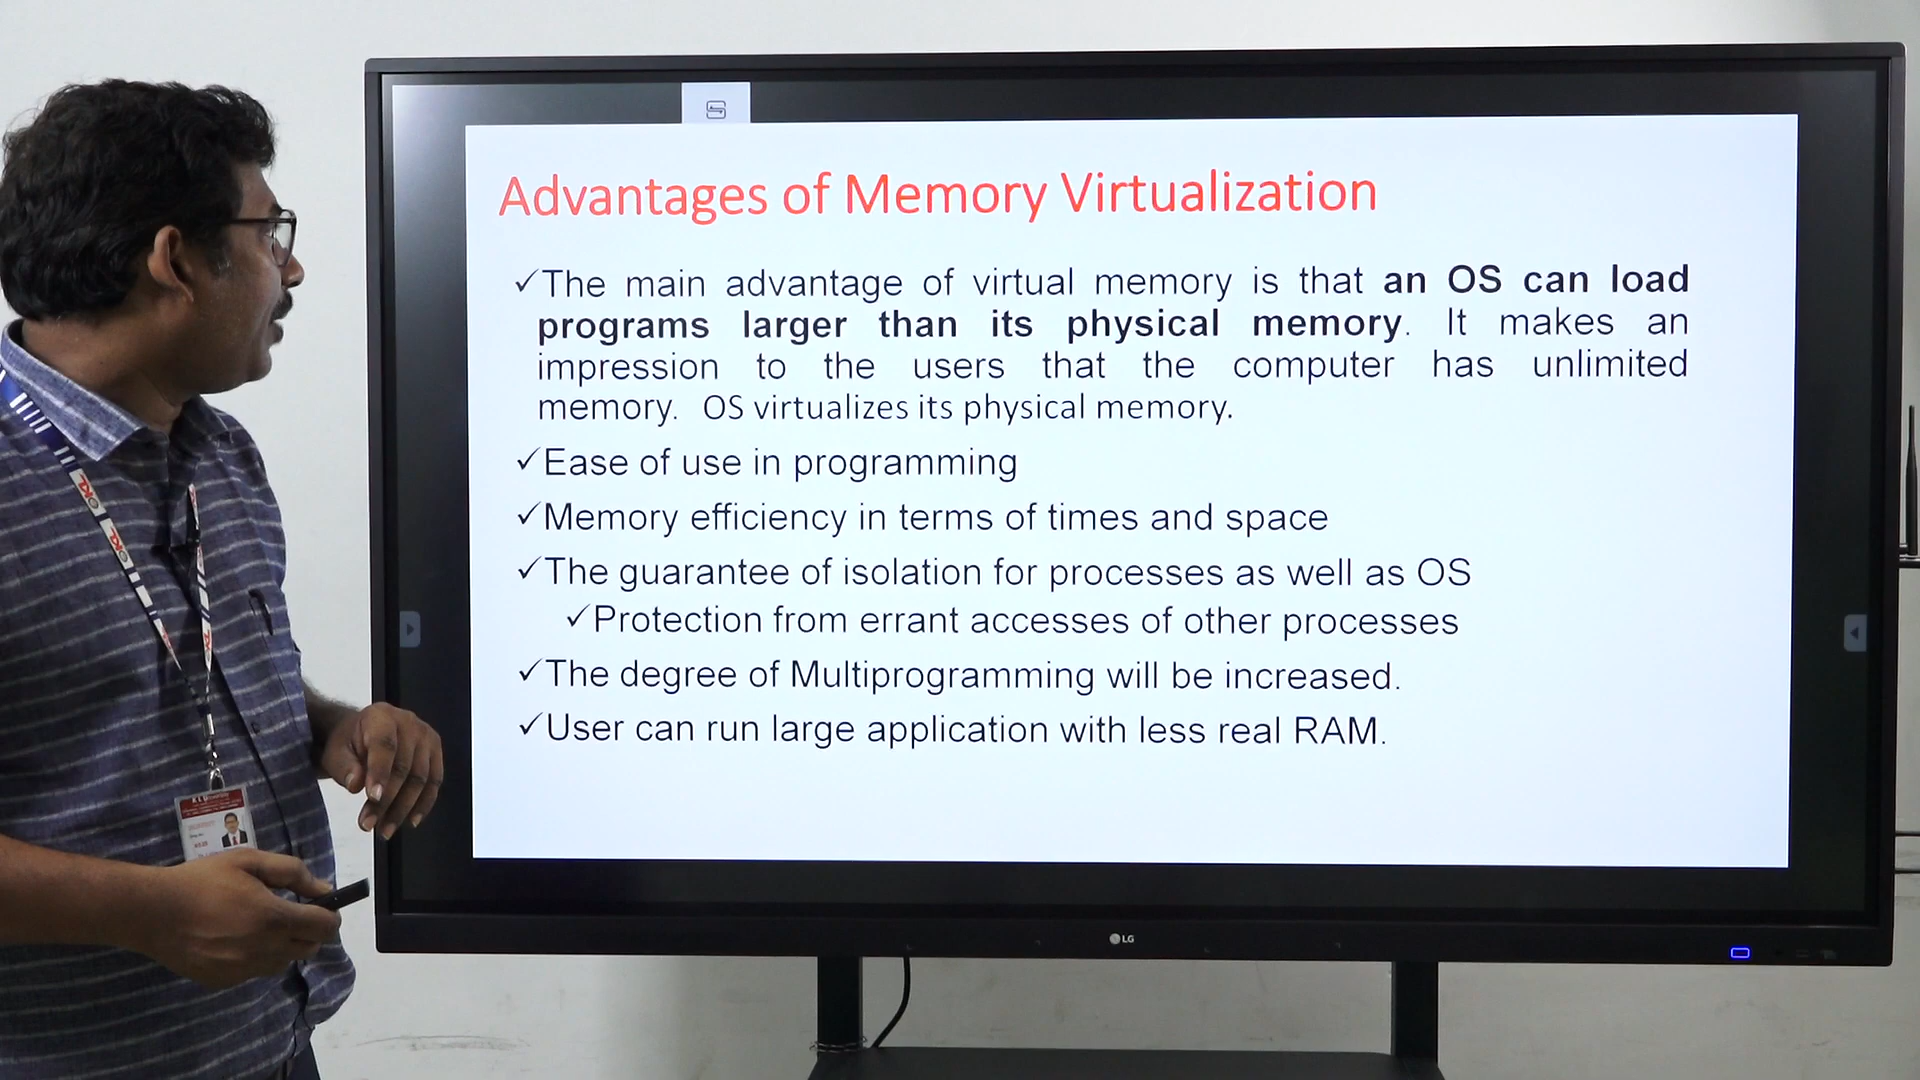 Advantages of Memory Virtualization
✓The main advantage of virtual memory is that an OS can load
programs larger than its physical memory. It makes an
impression to the users that the computer has unlimited
memory. OS virtualizes its physical memory.
✓Ease of use in programming
✓Memory efficiency in terms of times and space
✓The guarantee of isolation for processes as well as OS
✓Protection from errant accesses of other processes
✓The degree of Multiprogramming will be increased.
✓User can run large application with less real RAM.
LG
KL
KL